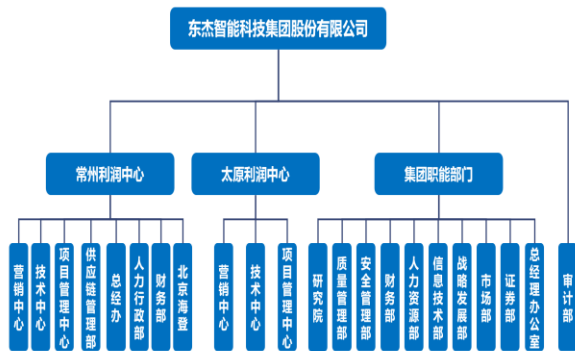 东杰智能科技集团股份有限公司
常州利润中心
太原利润中心
集团职能部门
营销中心
技术中心
项目管理中心
供应链管理部
总经办
人力行政部
财务部
北京海登
营销中心
技术中心
项目管理中心
研究院
质量管理部
安全管理部
财务部
人力资源部
信息技术部
战略发展部
市场部
证券部
总经理办公室
审计部